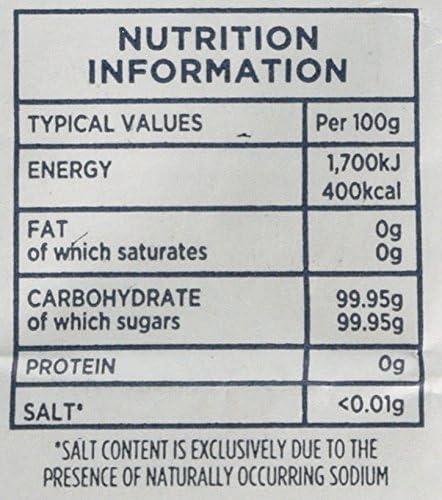 NUTRITION
INFORMATION
TYPICAL VALUES Per 100g
ENERGY 1,700kJ
400kcal
FAT 0g
of which saturates 0g
CARBOHYDRATE 99.95g
of which sugars 99.95g
PROTEIN 0g
SALT* <0.01g
*SALT CONTENT IS EXCLUSIVELY DUE TO THE
PRESENCE OF NATURALLY OCCURRING SODIUM